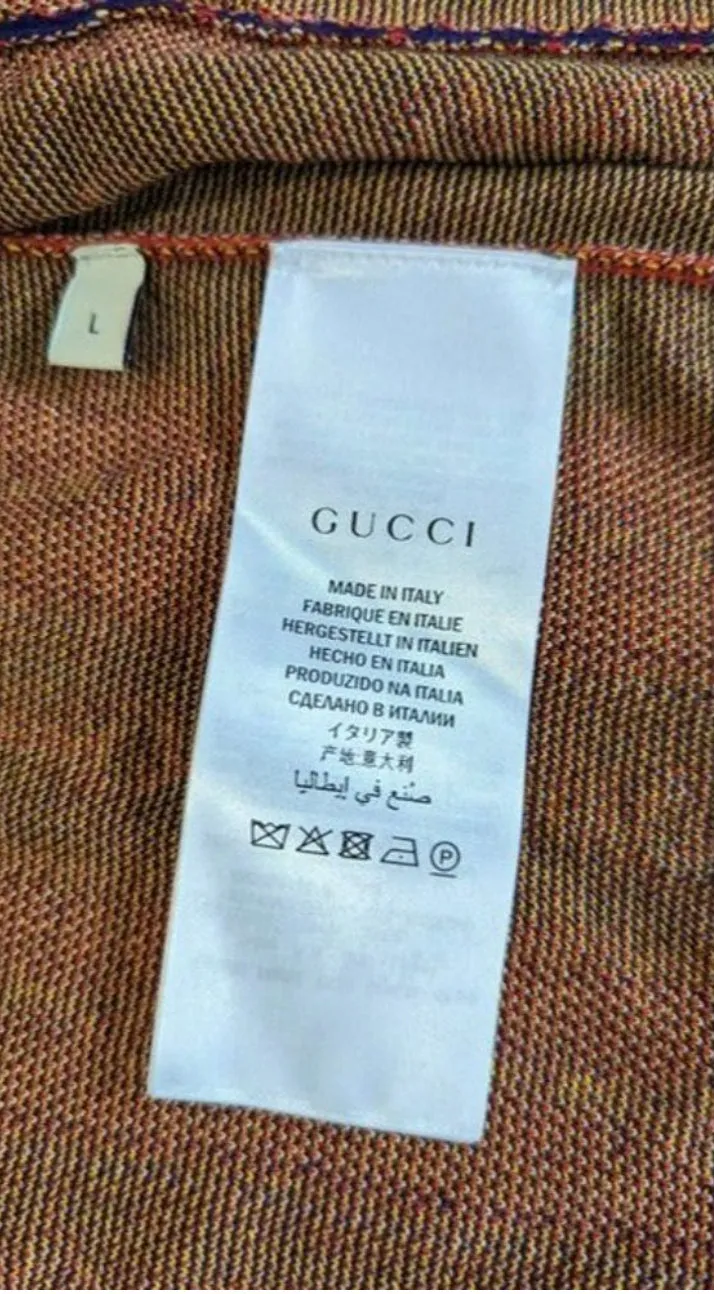 L
GUCCI
MADE IN ITALY
FABRIQUE EN ITALIE
HERGESTELLT IN ITALIEN
HECHO EN ITALIA
PRODUZIDO NA ITALIA
СДЕЛАНО В ИТАЛИИ
イタリア製
产地:意大利
صُنع في إيطاليا
P